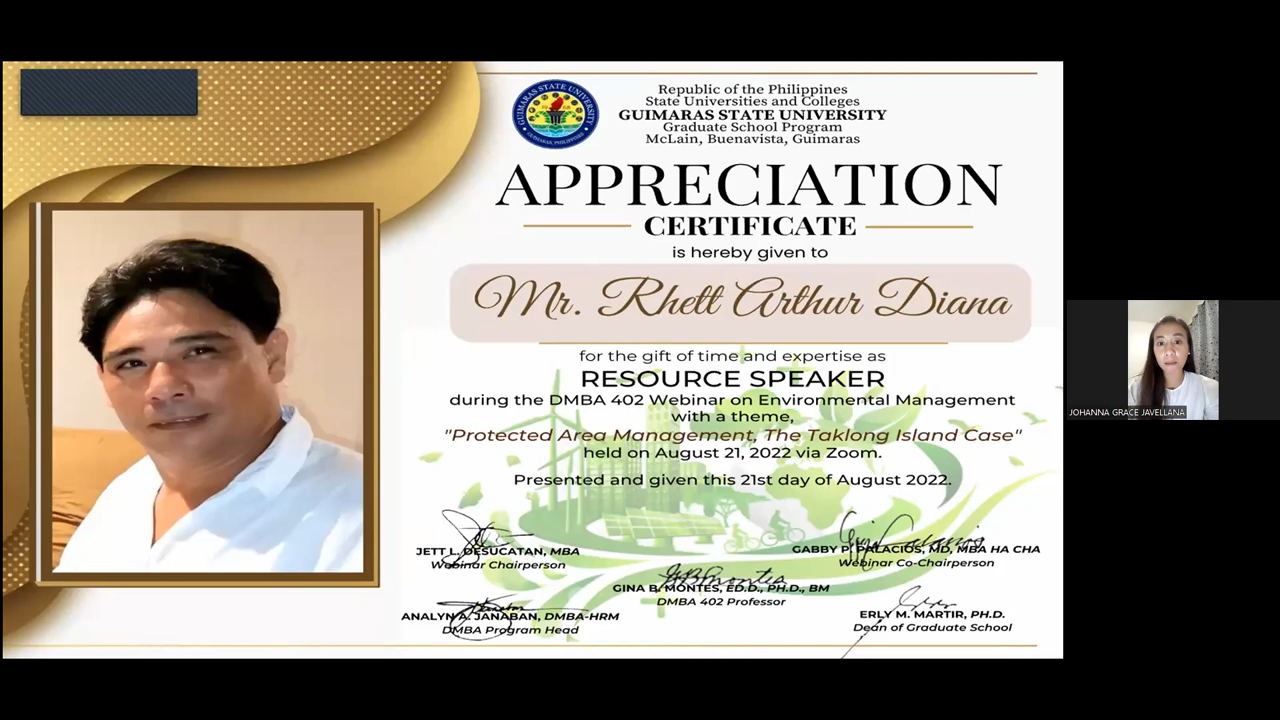 GUIMARAS STATE UNIVERSITY
GUIMARAS, PHILIPPINES
Republic of the Philippines
State Universities and Colleges
GUIMARAS STATE UNIVERSITY
Graduate School Program
McLain, Buenavista, Guimaras
APPRECIATION
CERTIFICATE
is hereby given to
Mr. Rhett Arthur Diana
for the gift of time and expertise as
RESOURCE SPEAKER
during the DMBA 402 Webinar on Environmental Management
with a theme,
"Protected Area Management, The Taklong Island Case"
held on August 21, 2022 via Zoom.
Presented and given this 21st day of August 2022.
JETT L. DESUCATAN, MBA
Webinar Chairperson
GABBY P. PALACIOS, MD, MBA HA CHA
Webinar Co-Chairperson
GINA B. MONTES, ED.D., PH.D., BM
DMBA 402 Professor
ANALYN A. JANABAN, DMBA-HRM
DMBA Program Head
ERLY M. MARTIR, PH.D.
Dean of Graduate School
JOHANNA GRACE JAVELLANA